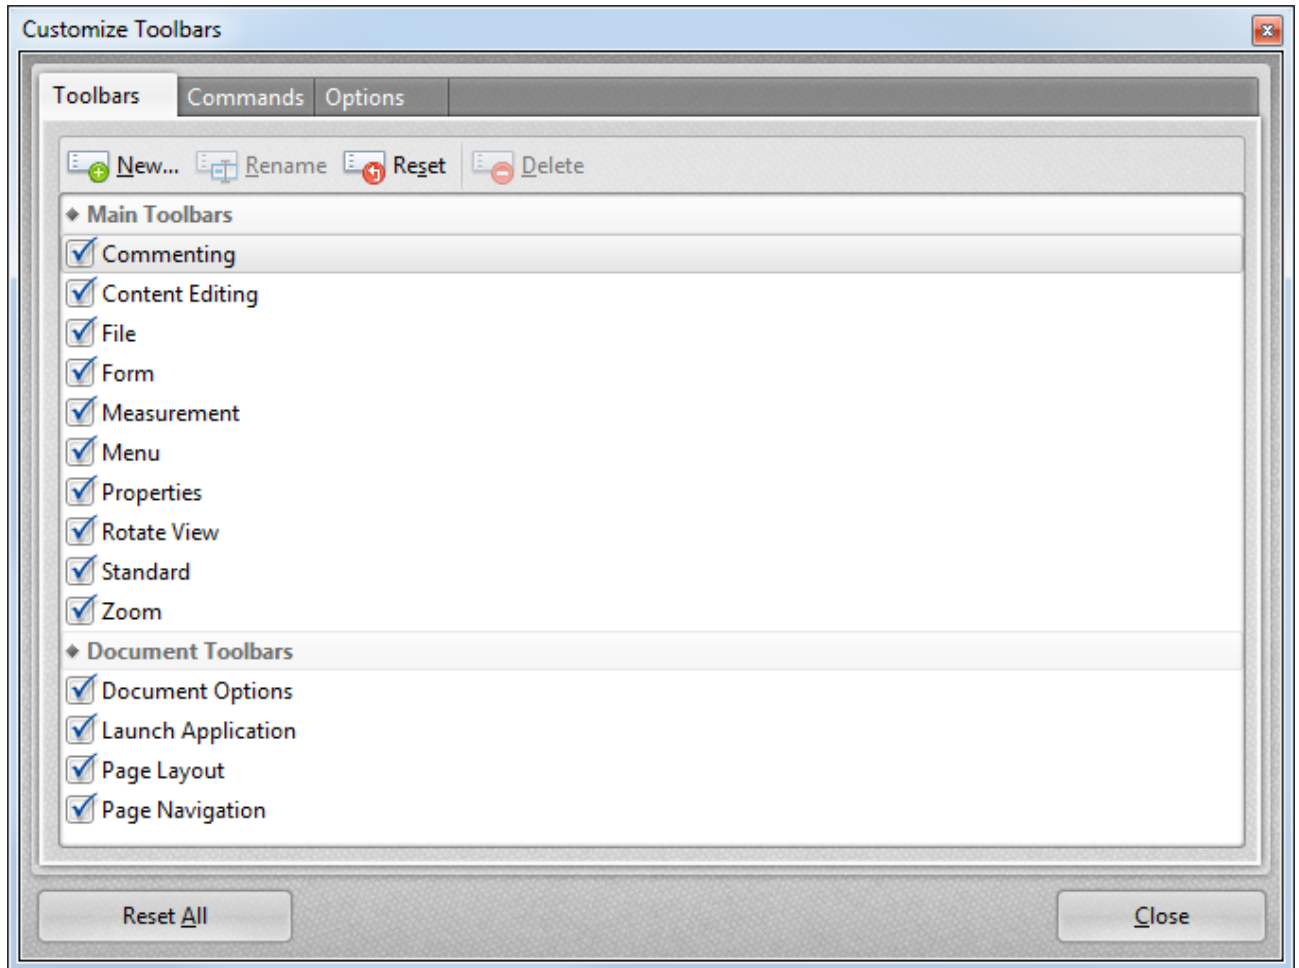 Customize Toolbars
Toolbars Commands Options
New... Rename Reset Delete
Main Toolbars
Commenting
Content Editing
File
Form
Measurement
Menu
Properties
Rotate View
Standard
Zoom
Document Toolbars
Document Options
Launch Application
Page Layout
Page Navigation
Reset All Close